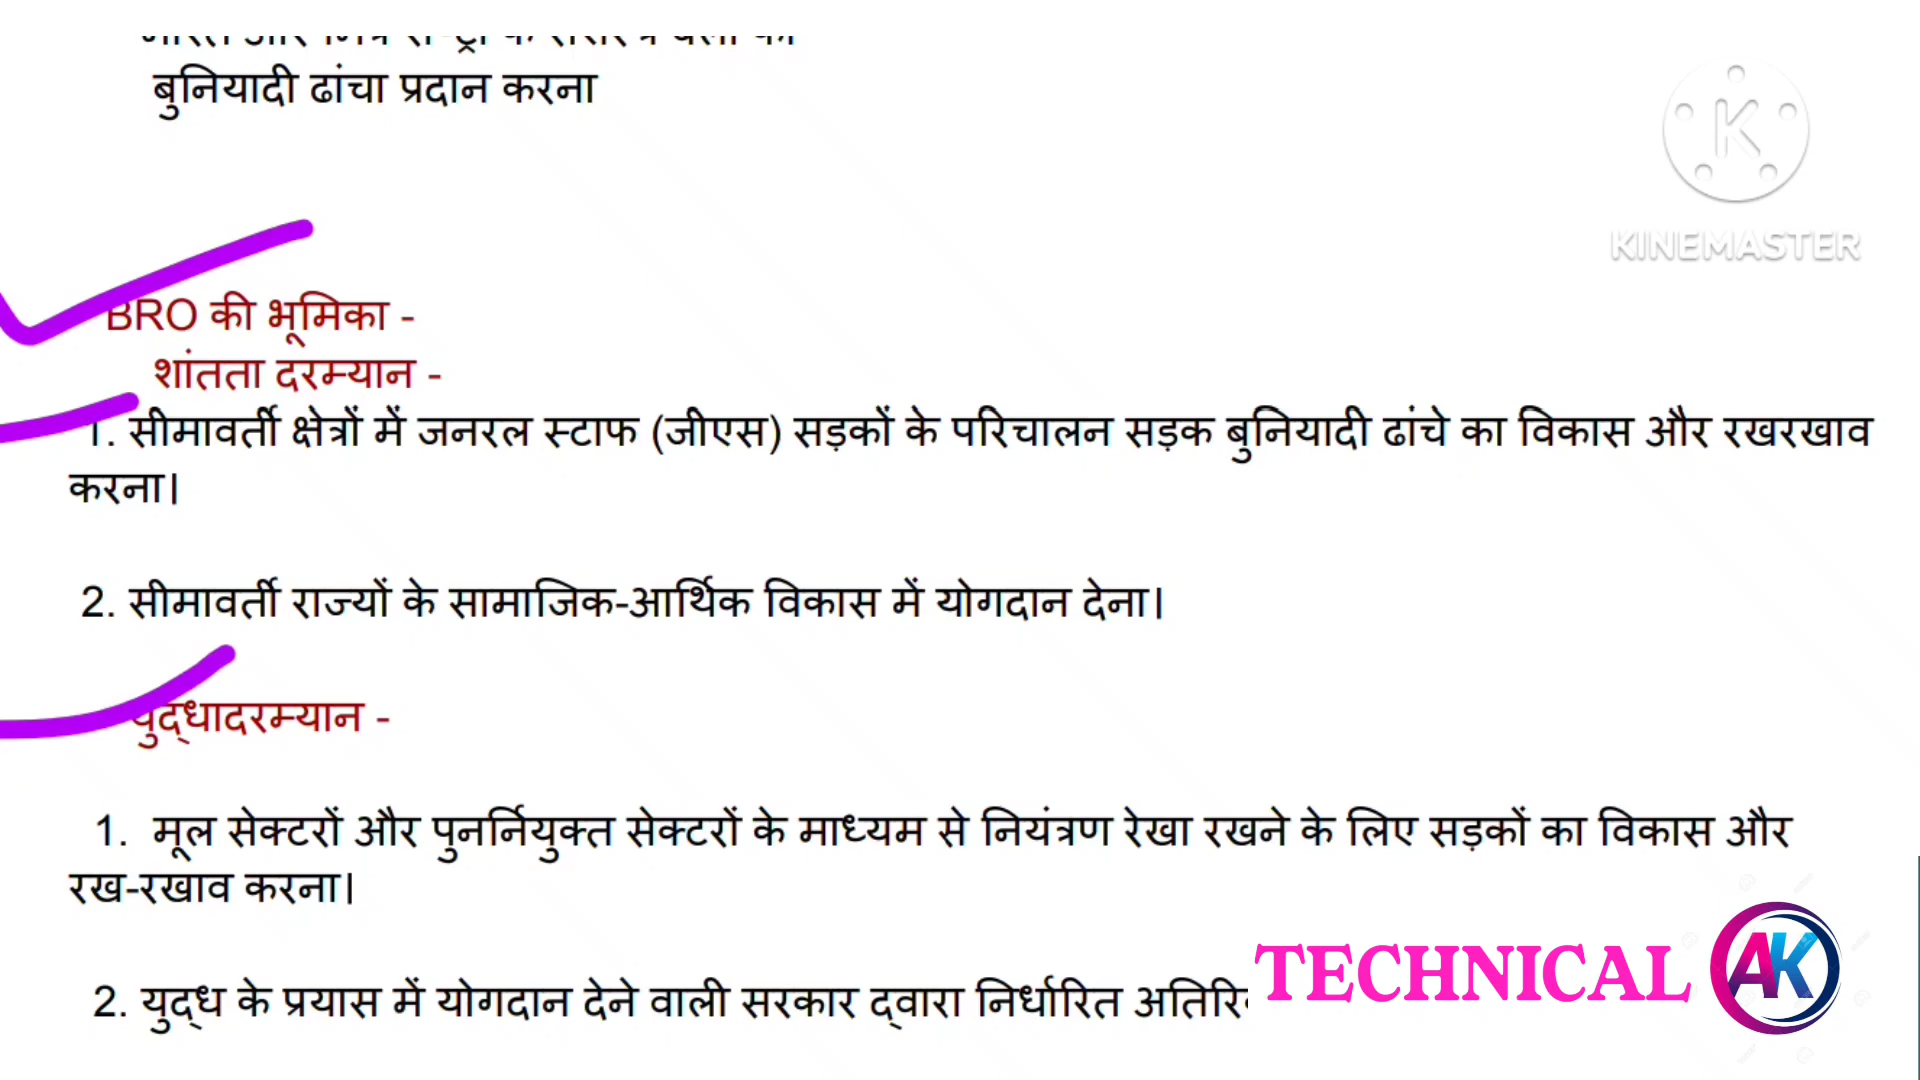 बुनियादी ढांचा प्रदान करना
KINEMASTER
BRO की भूमिका -
शांतता दरम्यान -
1. सीमावर्ती क्षेत्रों में जनरल स्टाफ (जीएस) सड़कों के परिचालन सड़क बुनियादी ढांचे का विकास और रखरखाव
करना।
2. सीमावर्ती राज्यों के सामाजिक-आर्थिक विकास में योगदान देना।
युद्धादरम्यान -
1. मूल सेक्टरों और पुनर्नियुक्त सेक्टरों के माध्यम से नियंत्रण रेखा रखने के लिए सड़कों का विकास और
रख-रखाव करना।
2. युद्ध के प्रयास में योगदान देने वाली सरकार द्वारा निर्धारित
TECHNICAL AK